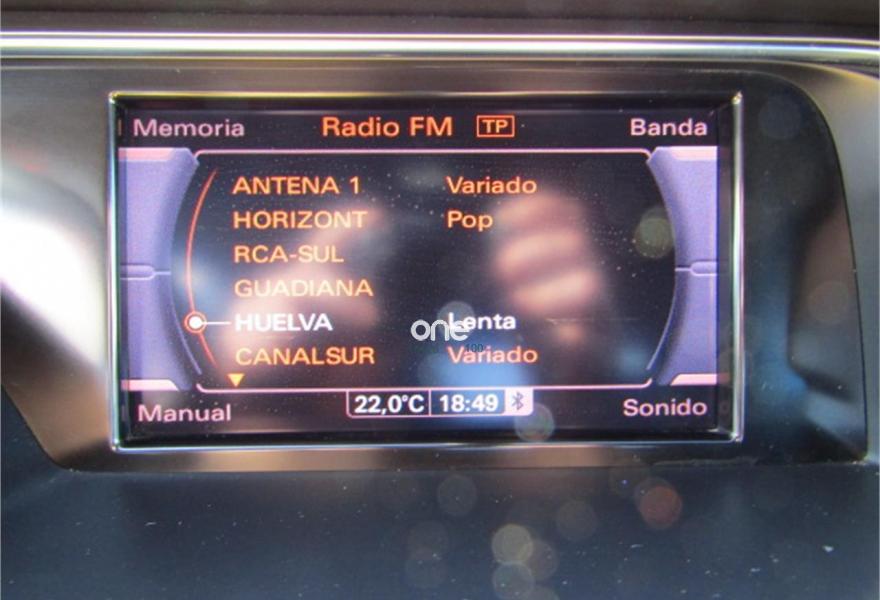 Memoria Radio FM TP Banda
ANTENA 1 Variado
HORIZONT Pop
RCA-SUL
GUADIANA
HUELVA Lenta
one
CANALSUR Variado
Manual 22,0°C 18:49 Sonido